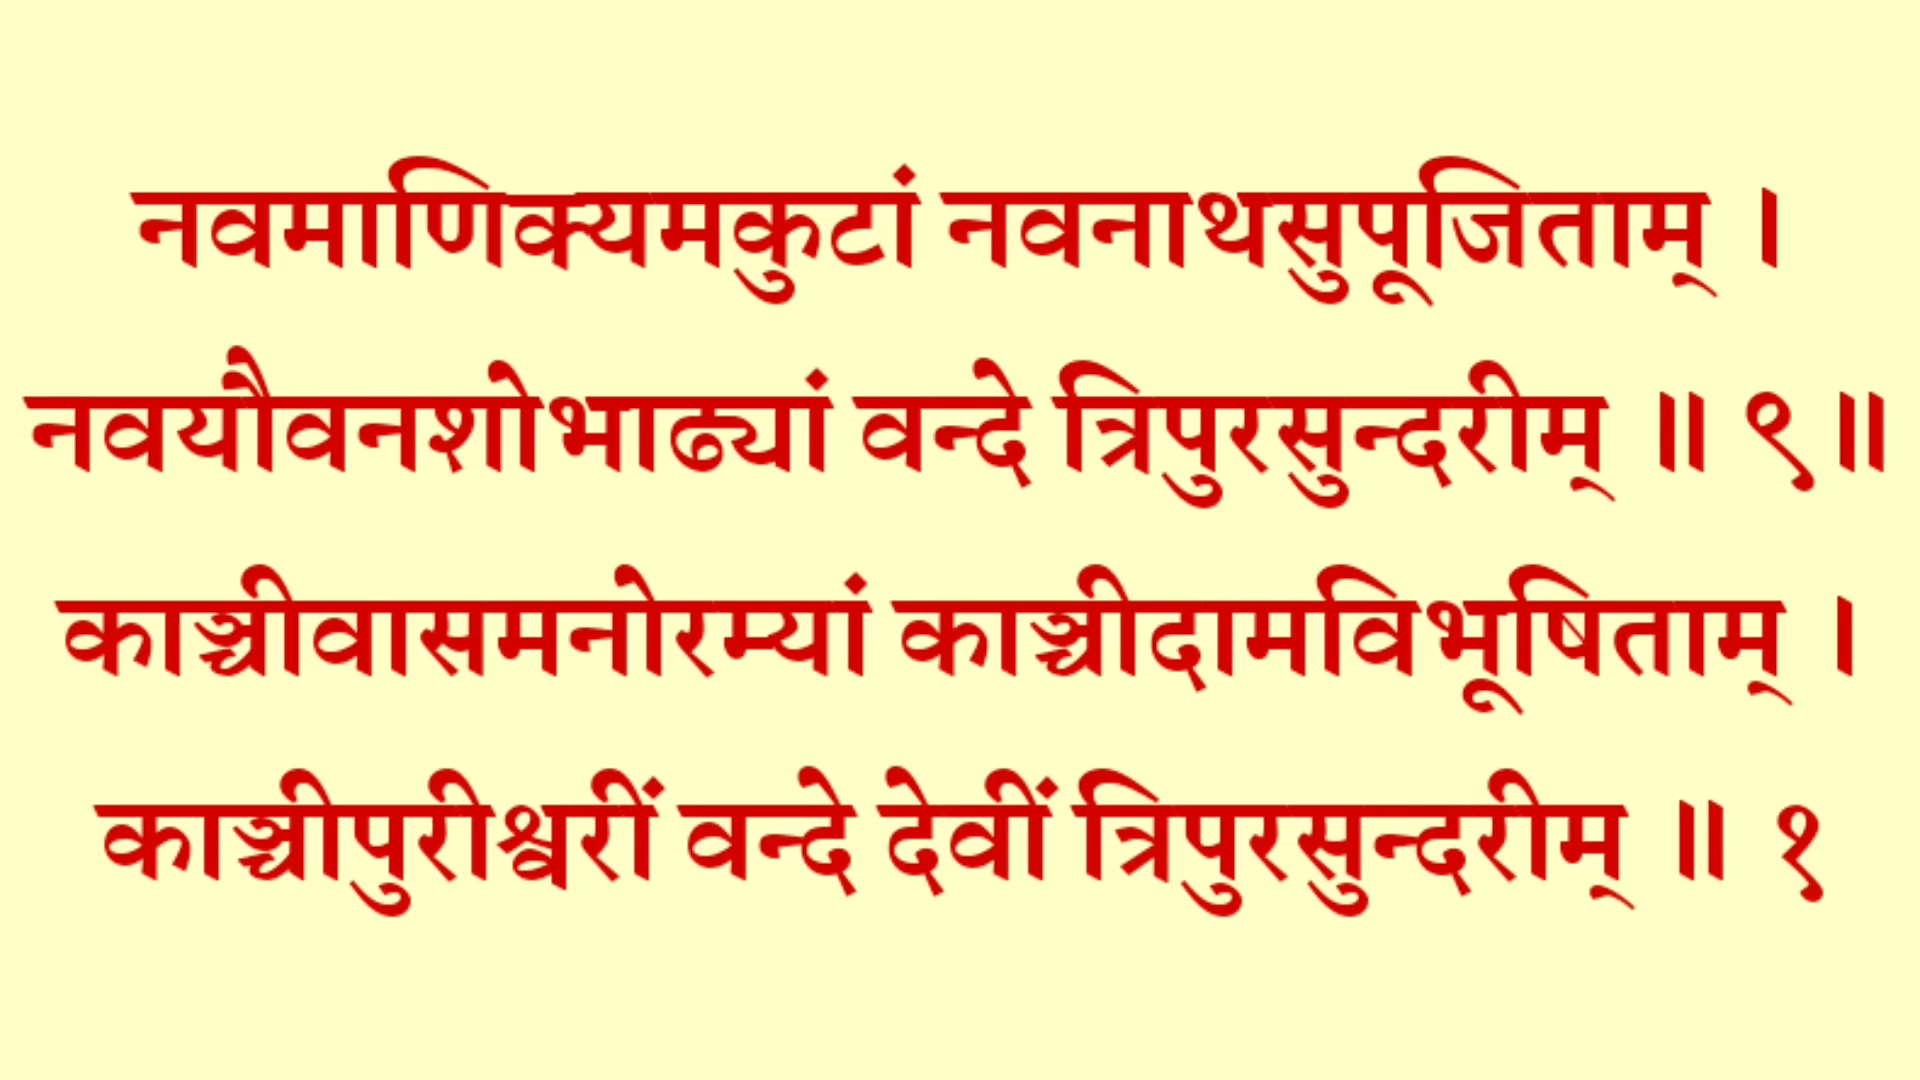 नवमाणिक्यमकुटां नवनाथसुपूजिताम् ।
नवयौवनशोभाढ्यां वन्दे त्रिपुरसुन्दरीम् ॥ ९॥
काञ्चीवासमनोरम्यां काञ्चीदामविभूषिताम् ।
काञ्चीपुरीश्वरीं वन्दे देवीं त्रिपुरसुन्दरीम् ॥ १